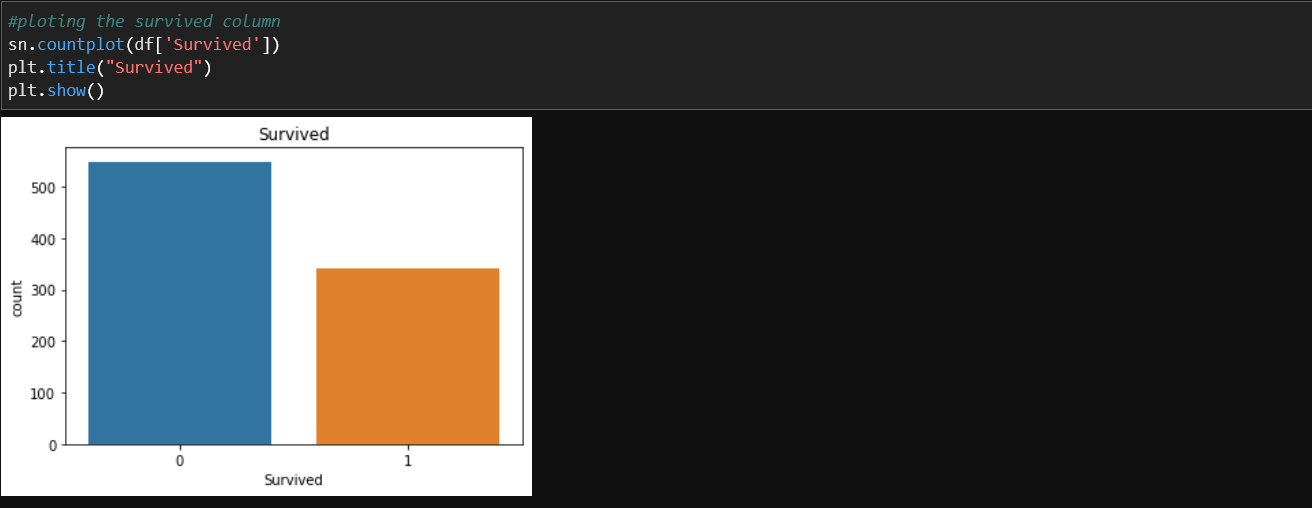 #ploting the survived column
sn.countplot(df['Survived'])
plt.title("Survived")
plt.show()
Survived
500
400
300
200
100
0
count
0 1
Survived